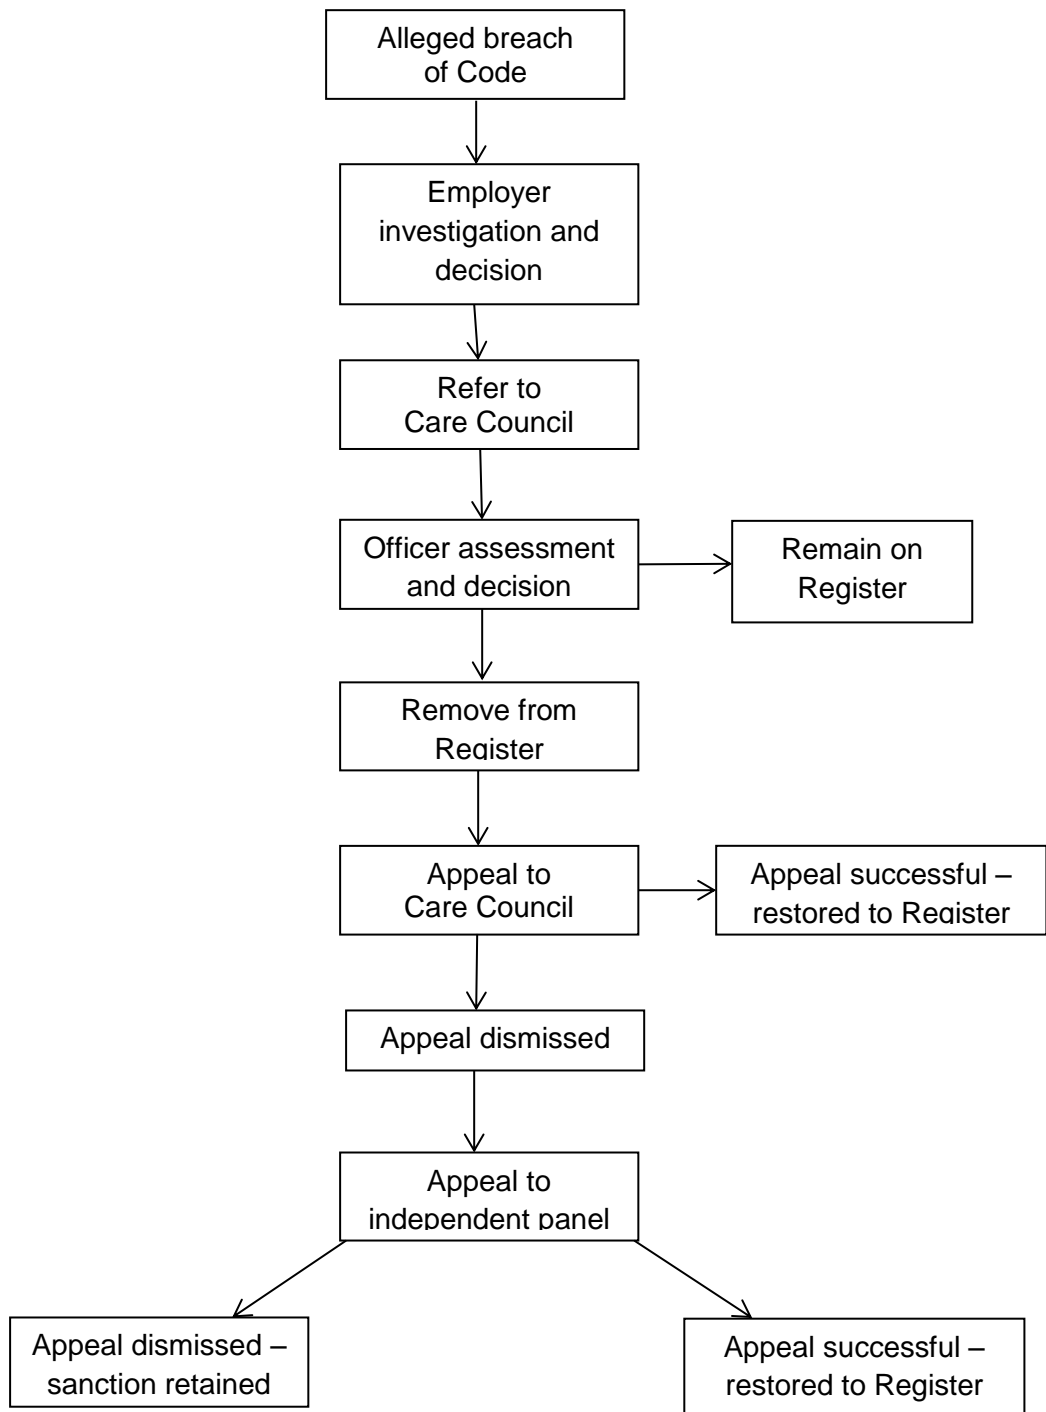 Alleged breach
of Code
Employer
investigation and
decision
Refer to
Care Council
Officer assessment
and decision
Remain on
Register
Remove from
Register
Appeal to
Care Council
Appeal successful –
restored to Register
Appeal dismissed
Appeal to
independent panel
Appeal dismissed –
sanction retained
Appeal successful –
restored to Register